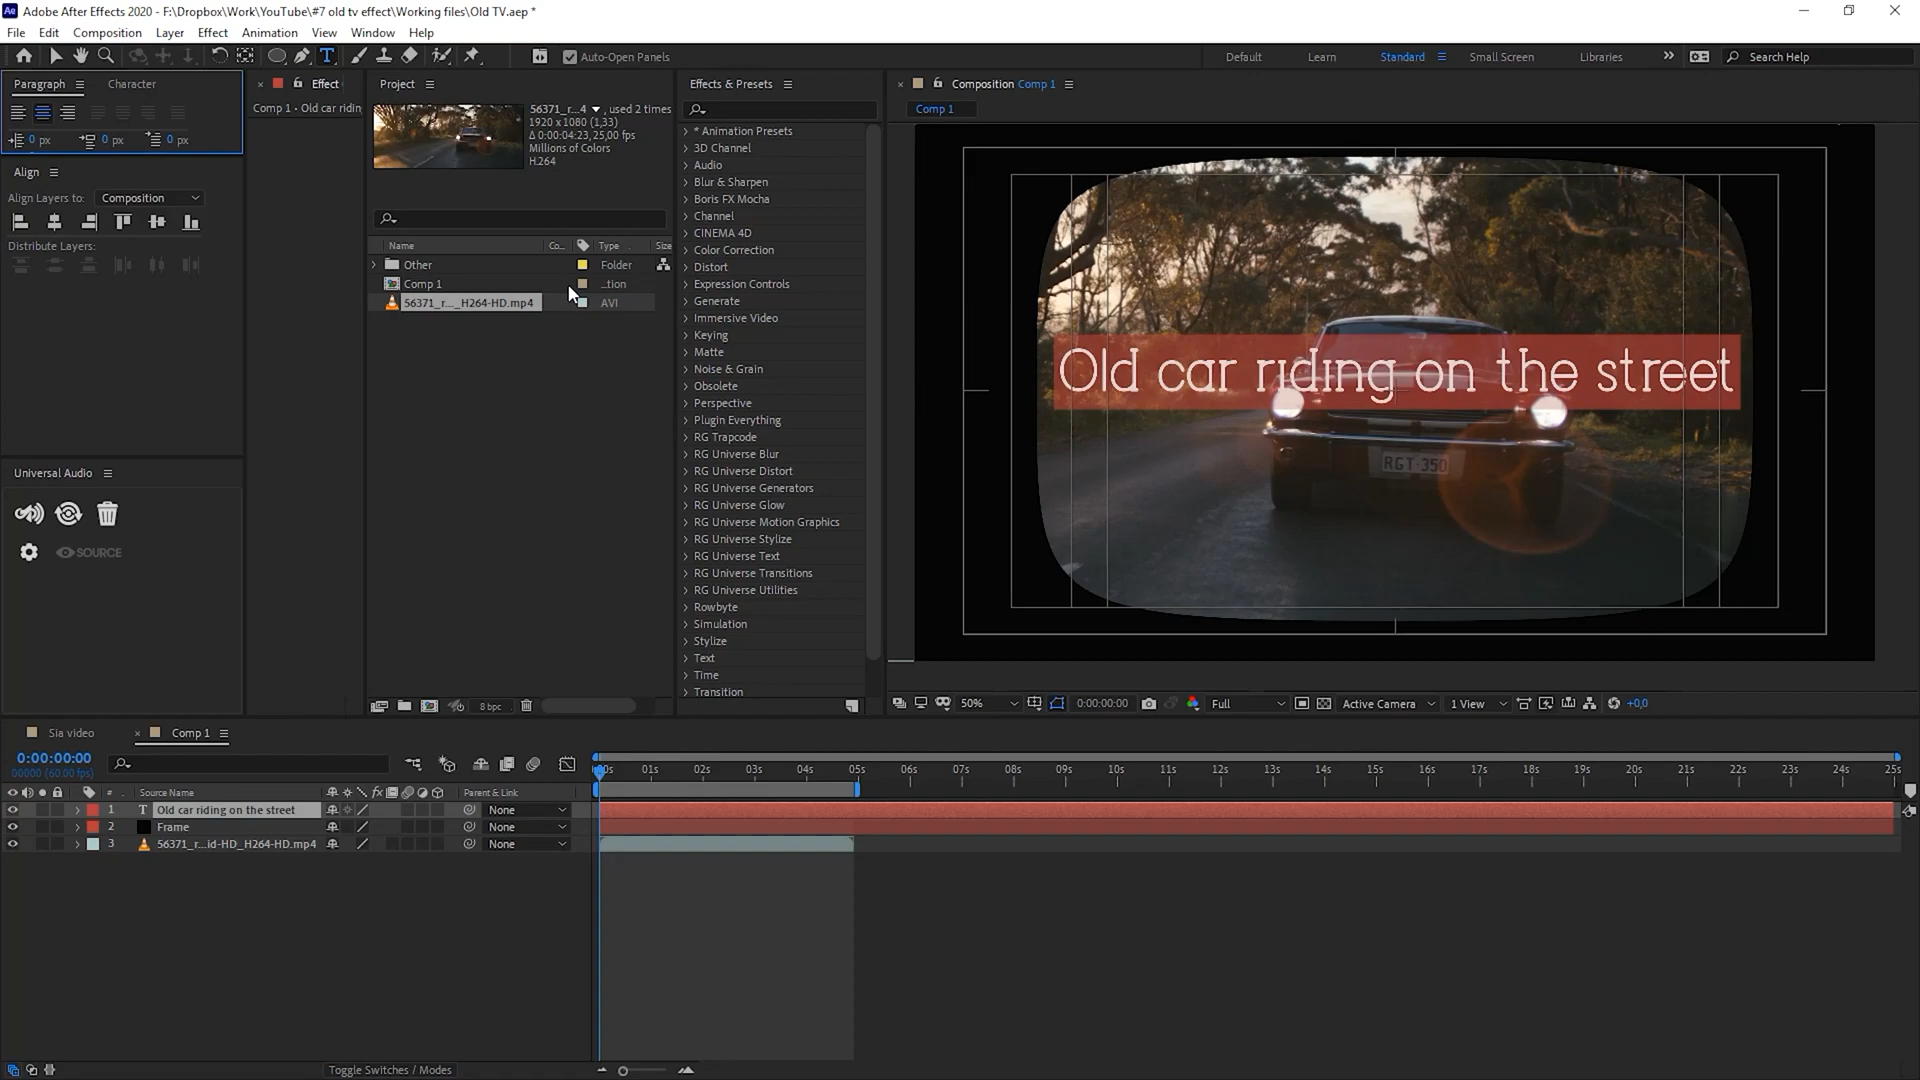 Adobe After Effects 2020 - F:\Dropbox\Work\YouTube\#7 old tv effect\Working files\Old TV.aep *
File Edit Composition Layer Effect Animation View Window Help
Auto-Open Panels
Default Learn Standard Small Screen Libraries Search Help
Paragraph Character
0 px 0 px 0 px
Align
Align Layers to: Composition
Distribute Layers:
Universal Audio
SOURCE
Effect
Comp 1 • Old car ridin
Project
56371_r...4 , used 2 times
1920 x 1080 (1,33)
Δ 0:00:04:23, 25,00 fps
Millions of Colors
H.264
Name Co... Type Size
Other Folder
Comp 1 ...tion
56371_r..._H264-HD.mp4 AVI
8 bpc
Effects & Presets
* Animation Presets
3D Channel
Audio
Blur & Sharpen
Boris FX Mocha
Channel
CINEMA 4D
Color Correction
Distort
Expression Controls
Generate
Immersive Video
Keying
Matte
Noise & Grain
Obsolete
Perspective
Plugin Everything
RG Trapcode
RG Universe Blur
RG Universe Distort
RG Universe Generators
RG Universe Glow
RG Universe Motion Graphics
RG Universe Stylize
RG Universe Text
RG Universe Transitions
RG Universe Utilities
Rowbyte
Simulation
Stylize
Text
Time
Transition
Composition Comp 1
Comp 1
Old car riding on the street
RGT·350
50% 0:00:00:00 Full Active Camera 1 View +0,0
Sia video Comp 1
0:00:00:00
00000 (60.00 fps)
# Source Name Parent & Link
1 T Old car riding on the street None
2 Frame None
3 56371_r...id-HD_H264-HD.mp4 None
01s 02s 03s 04s 05s 06s 07s 08s 09s 10s 11s 12s 13s 14s 15s 16s 17s 18s 19s 20s 21s 22s 23s 24s 25s
Toggle Switches / Modes